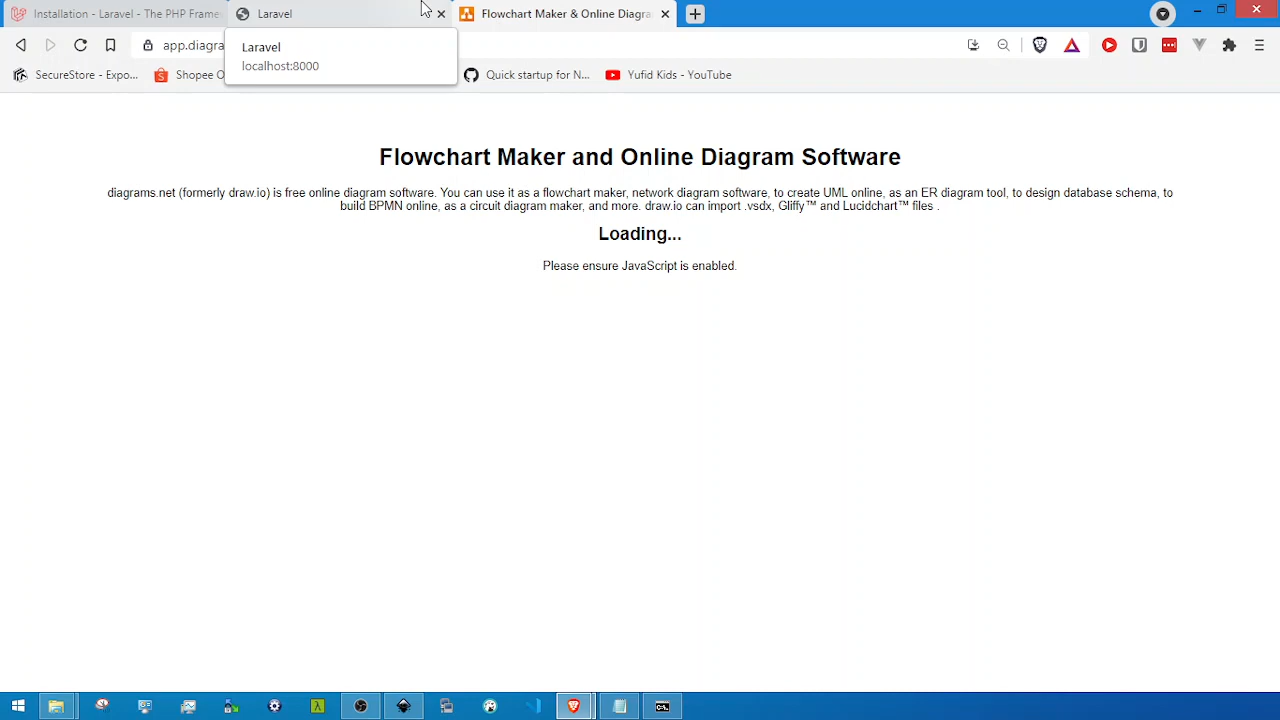 Installation - Laravel - The PHP Frame
Laravel
Flowchart Maker & Online Diagra
app.diagra
Laravel
localhost:8000
SecureStore - Expo...
Shopee O
Quick startup for N...
Yufid Kids - YouTube
Flowchart Maker and Online Diagram Software
diagrams.net (formerly draw.io) is free online diagram software. You can use it as a flowchart maker, network diagram software, to create UML online, as an ER diagram tool, to design database schema, to
build BPMN online, as a circuit diagram maker, and more. draw.io can import .vsdx, Gliffy™ and Lucidchart™ files .
Loading...
Please ensure JavaScript is enabled.